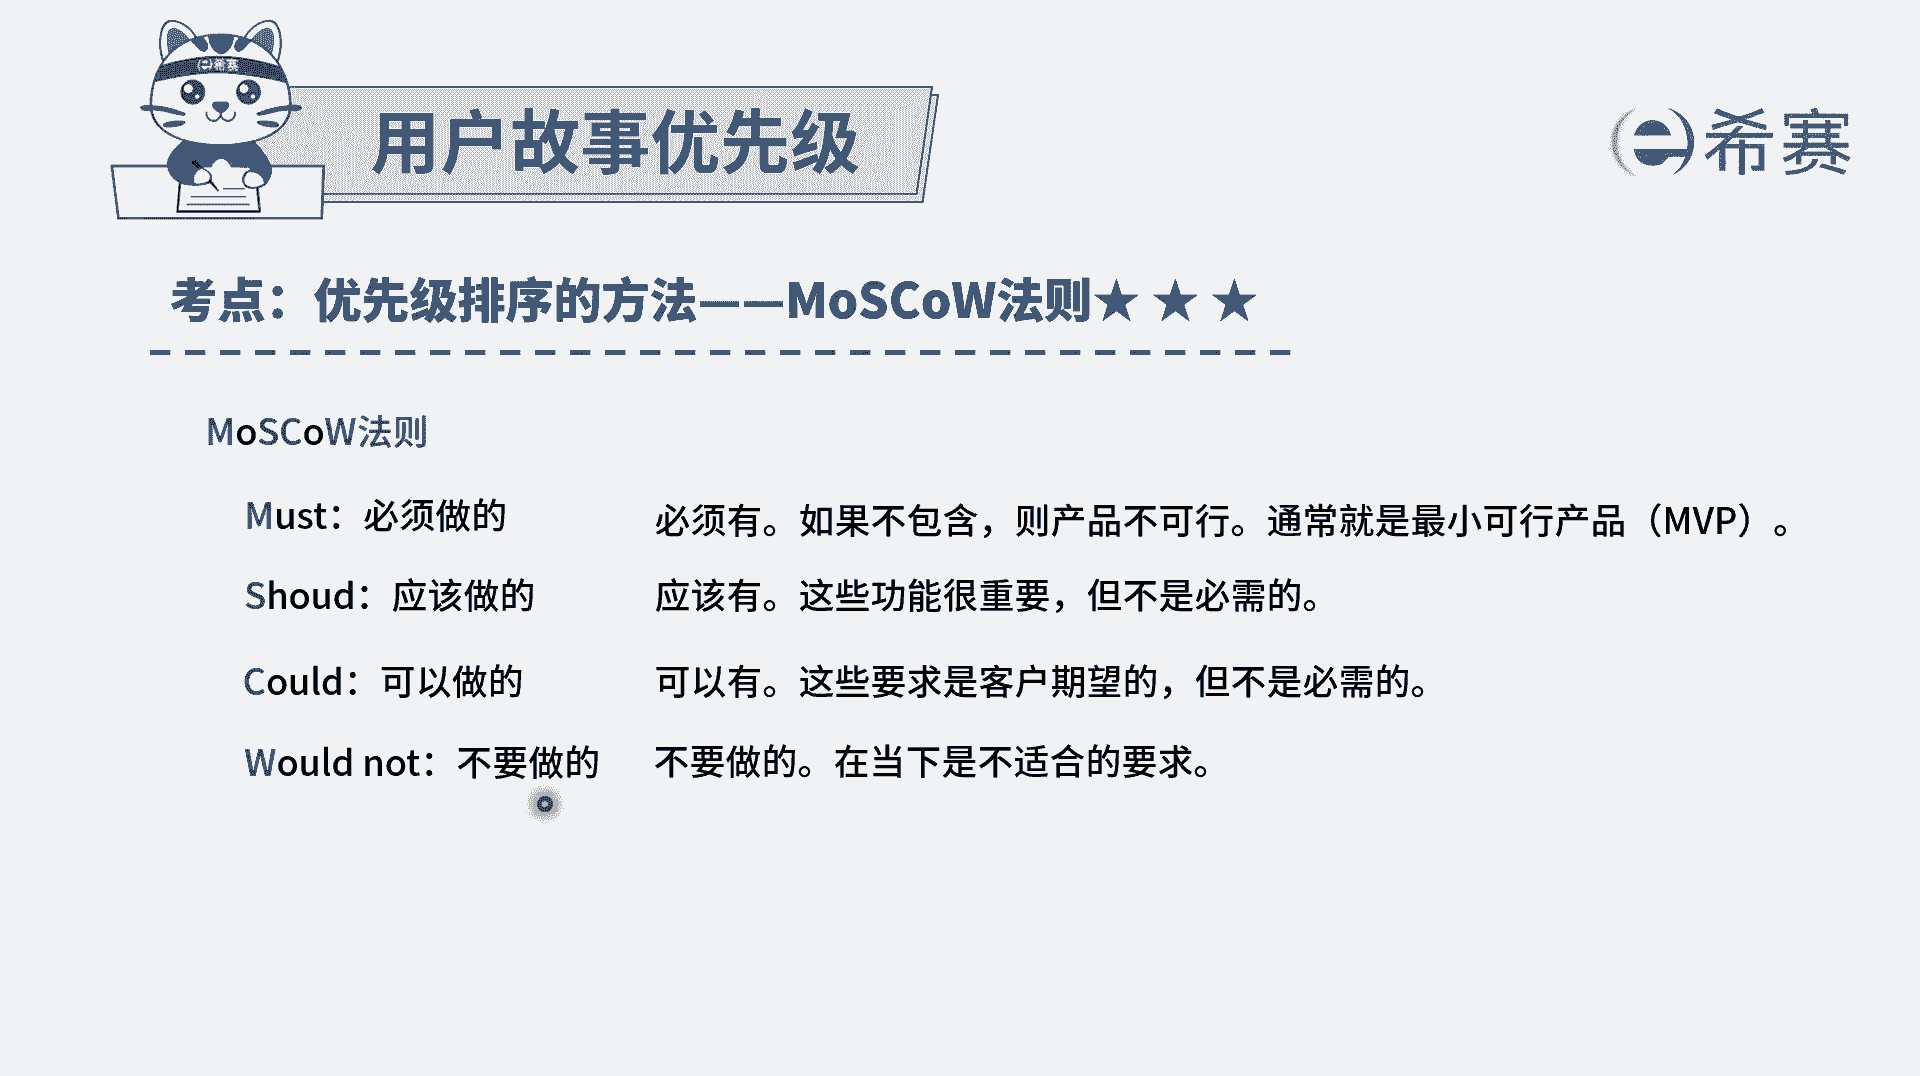 希赛
用户故事优先级
希赛
考点：优先级排序的方法——MoSCoW法则★ ★ ★
MoSCoW法则
Must：必须做的 必须有。如果不包含，则产品不可行。通常就是最小可行产品（MVP）。
Shoud：应该做的 应该有。这些功能很重要，但不是必需的。
Could：可以做的 可以有。这些要求是客户期望的，但不是必需的。
Would not：不要做的 不要做的。在当下是不适合的要求。